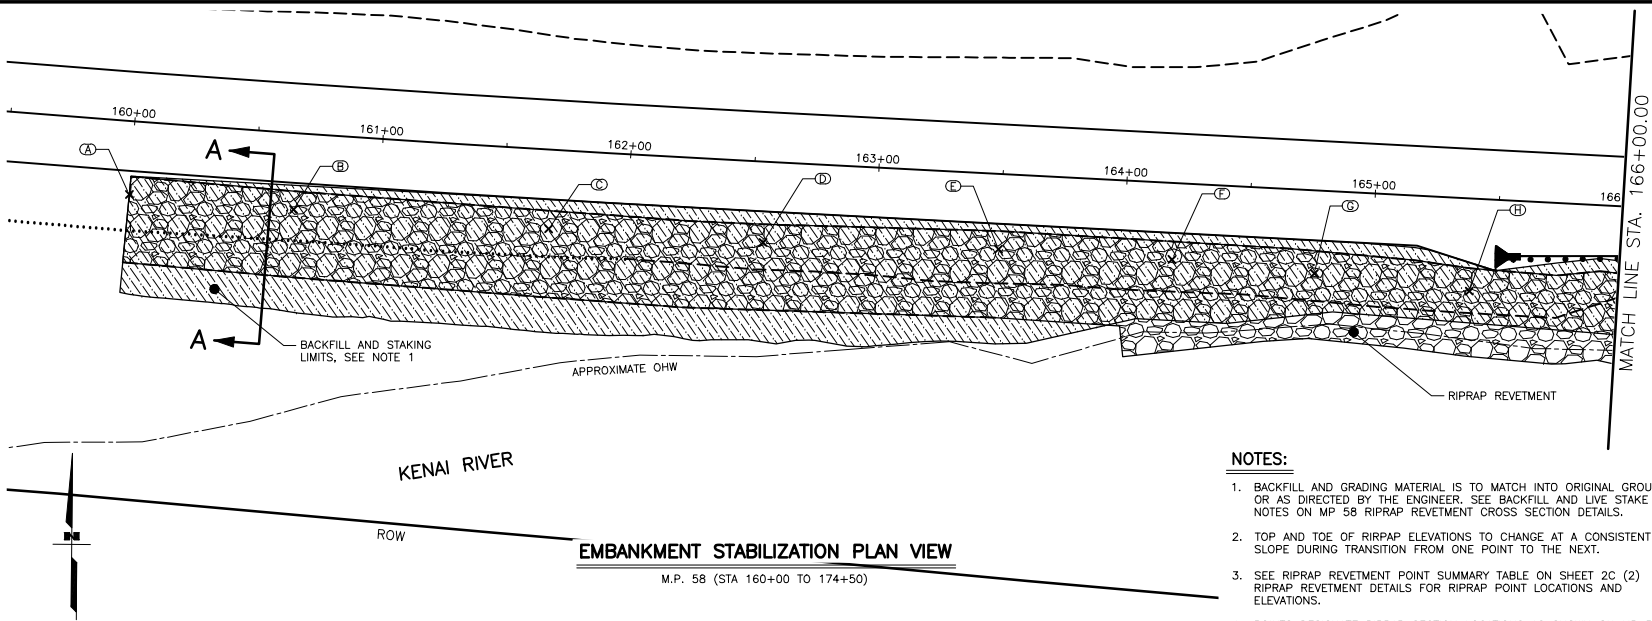 160+00
161+00
162+00
163+00
164+00
165+00
166
A
B
C
D
E
F
G
H
A
A
MATCH LINE STA. 166+00.00
BACKFILL AND STAKING
LIMITS, SEE NOTE 1
APPROXIMATE OHW
RIPRAP REVETMENT
KENAI RIVER
N
ROW
EMBANKMENT STABILIZATION PLAN VIEW
M.P. 58 (STA 160+00 TO 174+50)
NOTES:
1. BACKFILL AND GRADING MATERIAL IS TO MATCH INTO ORIGINAL GROU
OR AS DIRECTED BY THE ENGINEER. SEE BACKFILL AND LIVE STAKE
NOTES ON MP 58 RIPRAP REVETMENT CROSS SECTION DETAILS.
2. TOP AND TOE OF RIRPAP ELEVATIONS TO CHANGE AT A CONSISTENT
SLOPE DURING TRANSITION FROM ONE POINT TO THE NEXT.
3. SEE RIPRAP REVETMENT POINT SUMMARY TABLE ON SHEET 2C (2)
RIPRAP REVETMENT DETAILS FOR RIPRAP POINT LOCATIONS AND
ELEVATIONS.